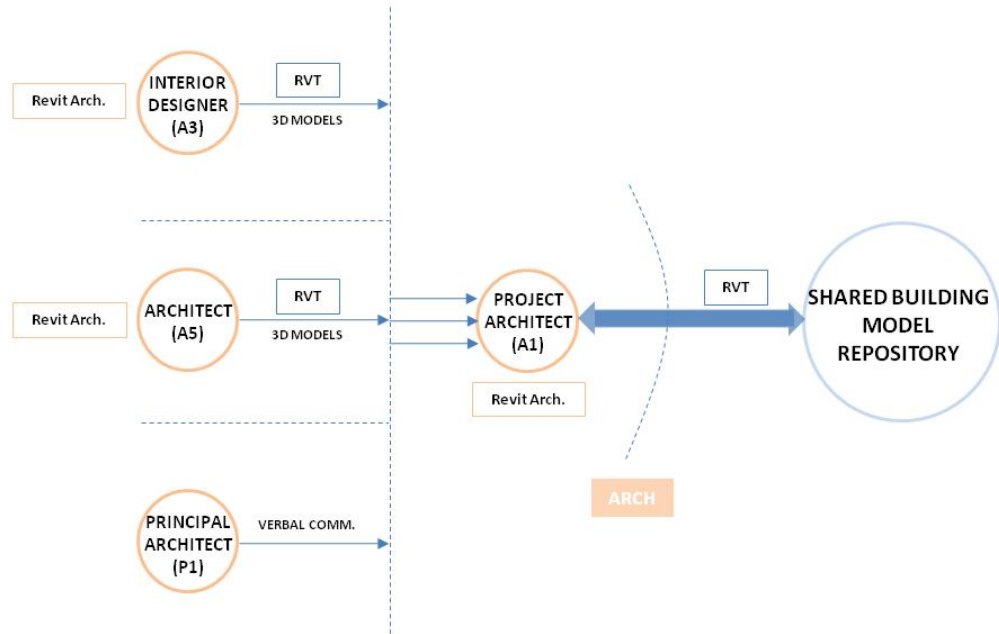 Revit Arch.
INTERIOR
DESIGNER
(A3)
RVT
3D MODELS
Revit Arch.
ARCHITECT
(A5)
RVT
3D MODELS
PROJECT
ARCHITECT
(A1)
Revit Arch.
RVT
SHARED BUILDING
MODEL
REPOSITORY
ARCH
PRINCIPAL
ARCHITECT
(P1)
VERBAL COMM.